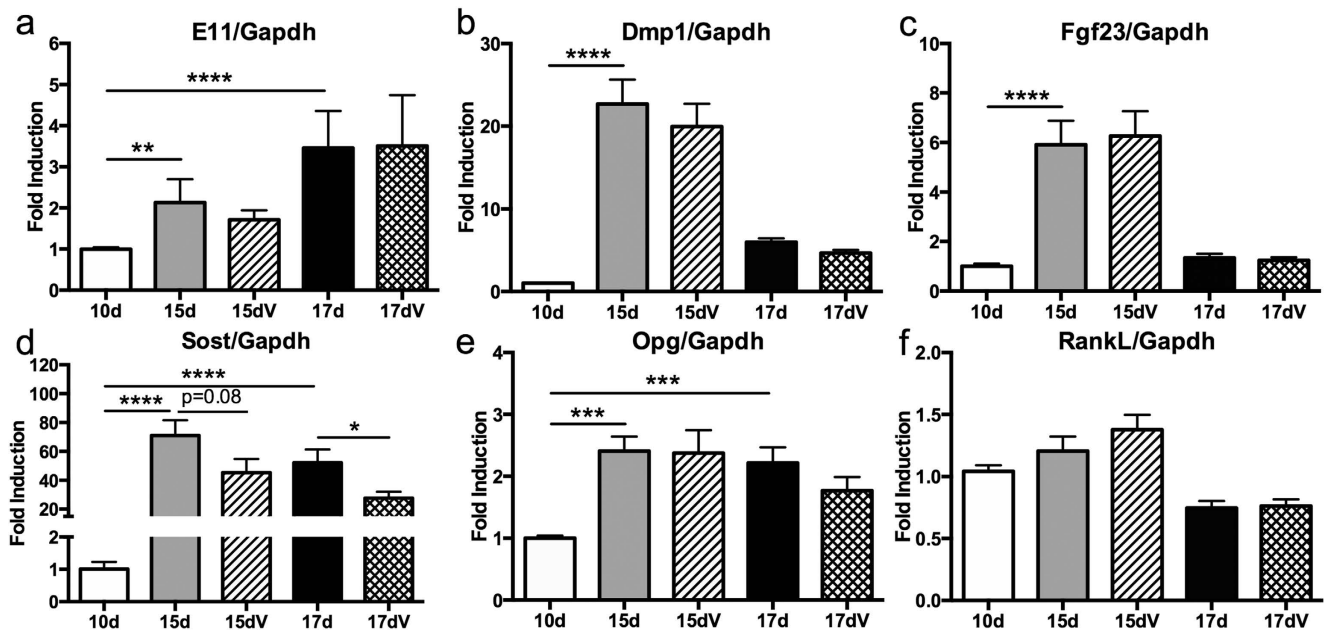 a
E11/Gapdh
Fold Induction
6
5
4
3
2
1
0
****
**
10d 15d 15dV 17d 17dV
b
Dmp1/Gapdh
Fold Induction
30
20
10
0
****
10d 15d 15dV 17d 17dV
c
Fgf23/Gapdh
Fold Induction
10
8
6
4
2
0
****
10d 15d 15dV 17d 17dV
d
Sost/Gapdh
Fold Induction
120
100
80
60
40
20
2
1
0
****
**** p=0.08
*
10d 15d 15dV 17d 17dV
e
Opg/Gapdh
Fold Induction
4
3
2
1
0
***
***
10d 15d 15dV 17d 17dV
f
RankL/Gapdh
Fold Induction
2.0
1.5
1.0
0.5
0.0
10d 15d 15dV 17d 17dV